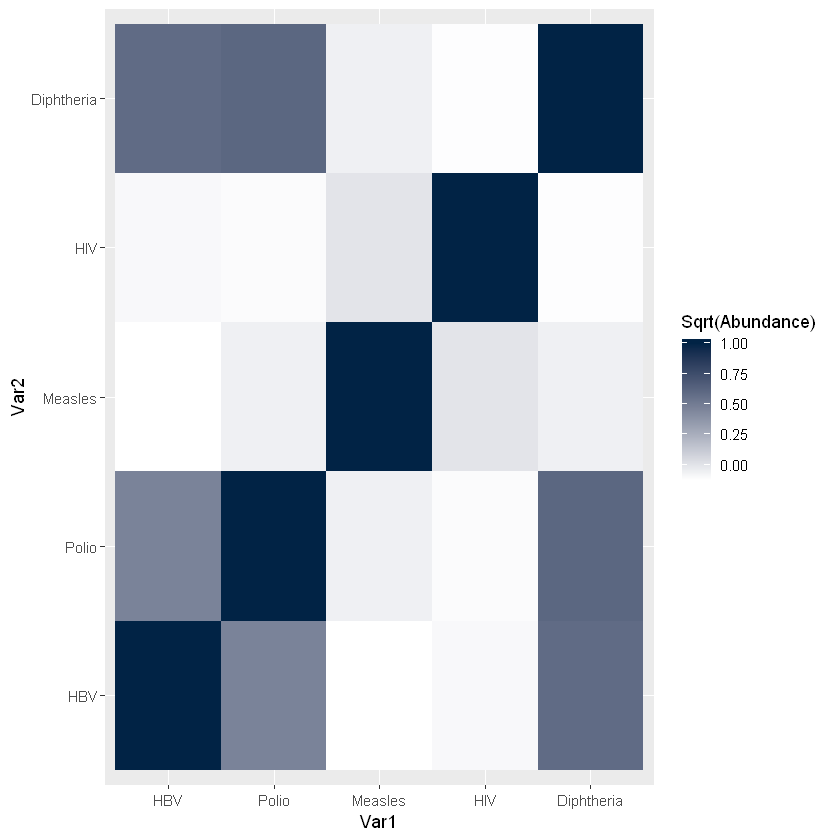 Diphtheria
HIV
Measles
Polio
HBV
Var2
HBV Polio Measles HIV Diphtheria
Var1
Sqrt(Abundance)
1.00
0.75
0.50
0.25
0.00